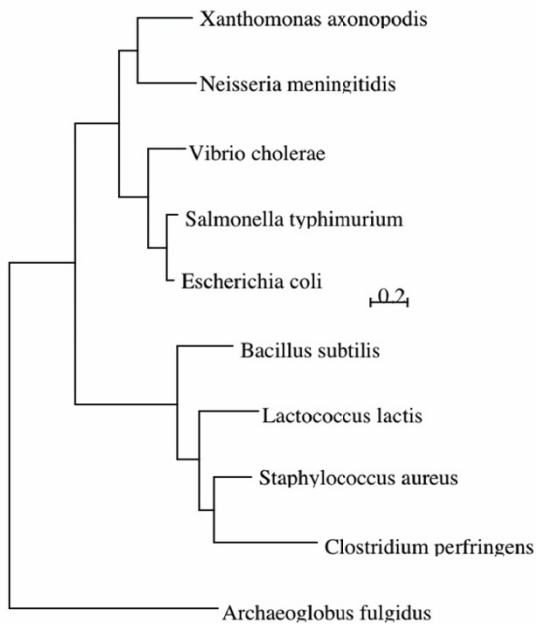 Xanthomonas axonopodis
Neisseria meningitidis
Vibrio cholerae
Salmonella typhimurium
Escherichia coli
0.2
Bacillus subtilis
Lactococcus lactis
Staphylococcus aureus
Clostridium perfringens
Archaeoglobus fulgidus